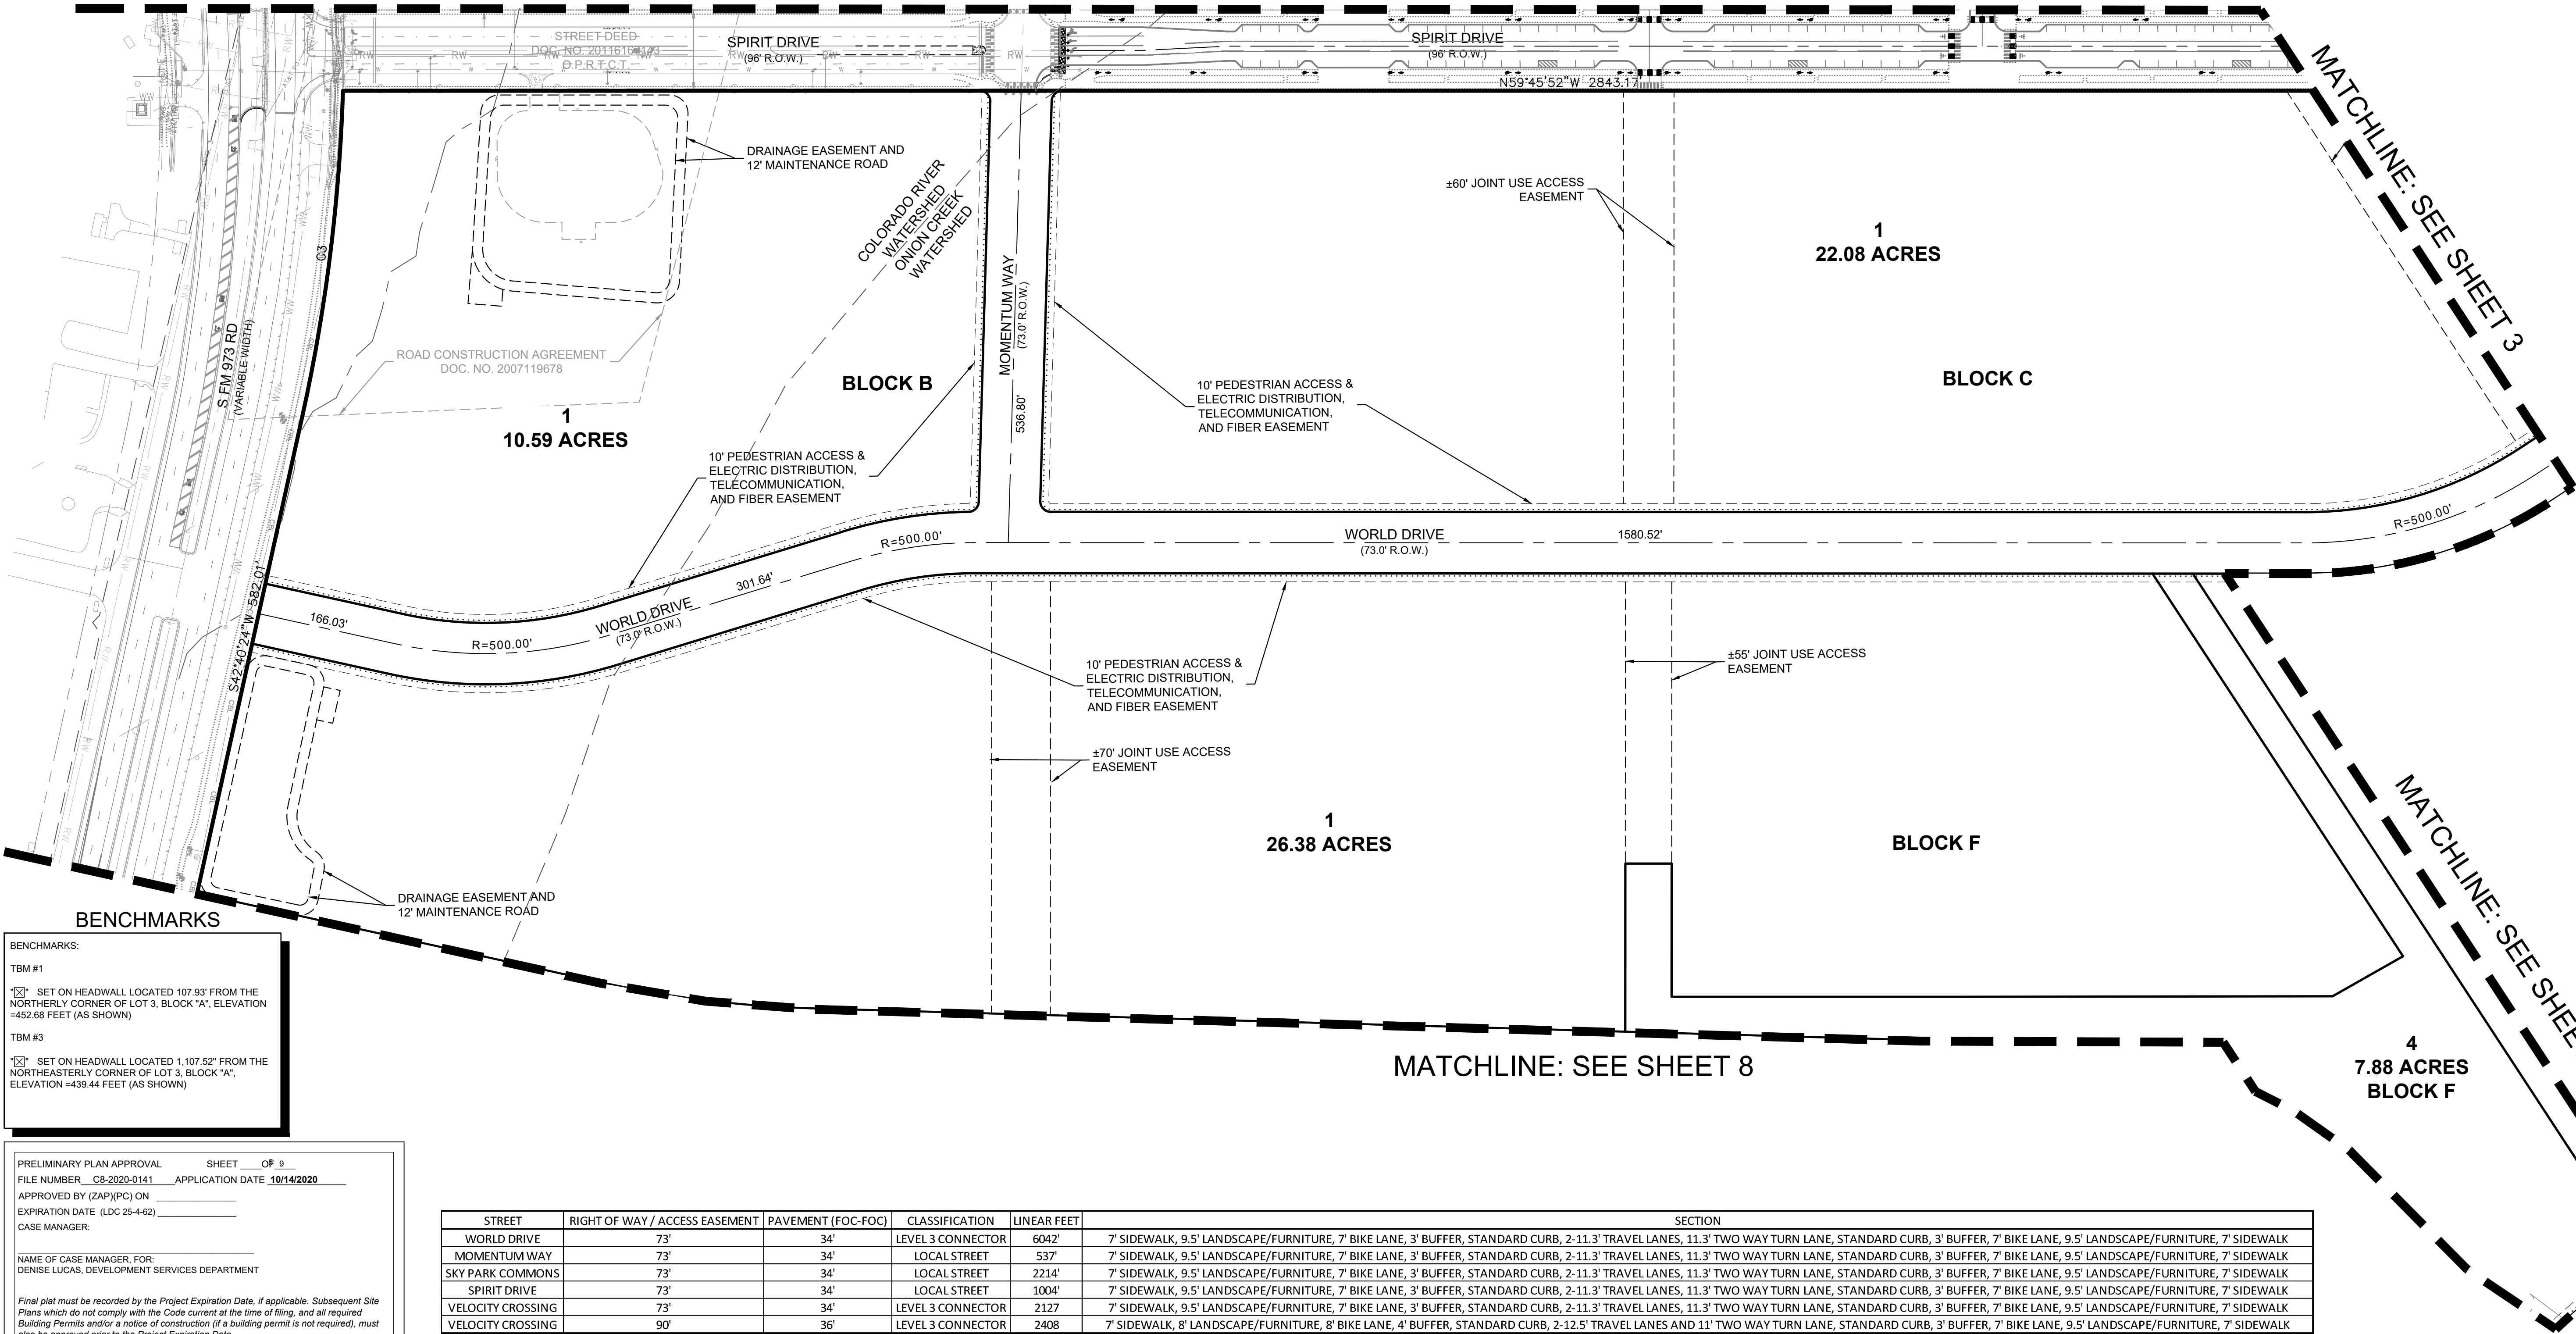 STREET DEED
O.P.R.T.C.T.
SPIRIT DRIVE
(96' R.O.W.)
SPIRIT DRIVE
(96' R.O.W.)
N59°45'52"W 2843.17'
MATCHLINE: SEE SHEET 3
DRAINAGE EASEMENT AND
12' MAINTENANCE ROAD
COLORADO RIVER
WATERSHED
ONION CREEK
WATERSHED
±60' JOINT USE ACCESS
EASEMENT
1
22.08 ACRES
C3
MOMENTUM WAY
(73.0' R.O.W.)
536.80'
S FM 973 RD
(VARIABLE WIDTH)
ROAD CONSTRUCTION AGREEMENT
DOC. NO. 2007119678
BLOCK B
BLOCK C
10' PEDESTRIAN ACCESS &
ELECTRIC DISTRIBUTION,
TELECOMMUNICATION,
AND FIBER EASEMENT
1
10.59 ACRES
10' PEDESTRIAN ACCESS &
ELECTRIC DISTRIBUTION,
TELECOMMUNICATION,
AND FIBER EASEMENT
R=500.00'
WORLD DRIVE
(73.0' R.O.W.)
1580.52'
R=500.00'
S42°40'24"W 582.01'
166.03'
R=500.00'
WORLD DRIVE
(73.0' R.O.W.)
301.64'
10' PEDESTRIAN ACCESS &
ELECTRIC DISTRIBUTION,
TELECOMMUNICATION,
AND FIBER EASEMENT
±55' JOINT USE ACCESS
EASEMENT
±70' JOINT USE ACCESS
EASEMENT
1
26.38 ACRES
BLOCK F
MATCHLINE: SEE SHEE
DRAINAGE EASEMENT AND
12' MAINTENANCE ROAD
MATCHLINE: SEE SHEET 8
4
7.88 ACRES
BLOCK F
BENCHMARKS
BENCHMARKS:
TBM #1
"☒" SET ON HEADWALL LOCATED 107.93' FROM THE
NORTHERLY CORNER OF LOT 3, BLOCK "A", ELEVATION
=452.68 FEET (AS SHOWN)
TBM #3
"☒" SET ON HEADWALL LOCATED 1,107.52" FROM THE
NORTHEASTERLY CORNER OF LOT 3, BLOCK "A",
ELEVATION =439.44 FEET (AS SHOWN)
PRELIMINARY PLAN APPROVAL SHEET ____ OF 9
FILE NUMBER C8-2020-0141 APPLICATION DATE 10/14/2020
APPROVED BY (ZAP)(PC) ON
EXPIRATION DATE (LDC 25-4-62)
CASE MANAGER:
NAME OF CASE MANAGER, FOR:
DENISE LUCAS, DEVELOPMENT SERVICES DEPARTMENT
Final plat must be recorded by the Project Expiration Date, if applicable. Subsequent Site
Plans which do not comply with the Code current at the time of filing, and all required
Building Permits and/or a notice of construction (if a building permit is not required), must
also be approved prior to the Project Expiration Date
STREET RIGHT OF WAY / ACCESS EASEMENT PAVEMENT (FOC-FOC) CLASSIFICATION LINEAR FEET SECTION
WORLD DRIVE 73' 34' LEVEL 3 CONNECTOR 6042' 7' SIDEWALK, 9.5' LANDSCAPE/FURNITURE, 7' BIKE LANE, 3' BUFFER, STANDARD CURB, 2-11.3' TRAVEL LANES, 11.3' TWO WAY TURN LANE, STANDARD CURB, 3' BUFFER, 7' BIKE LANE, 9.5' LANDSCAPE/FURNITURE, 7' SIDEWALK
MOMENTUM WAY 73' 34' LOCAL STREET 537' 7' SIDEWALK, 9.5' LANDSCAPE/FURNITURE, 7' BIKE LANE, 3' BUFFER, STANDARD CURB, 2-11.3' TRAVEL LANES, 11.3' TWO WAY TURN LANE, STANDARD CURB, 3' BUFFER, 7' BIKE LANE, 9.5' LANDSCAPE/FURNITURE, 7' SIDEWALK
SKY PARK COMMONS 73' 34' LOCAL STREET 2214' 7' SIDEWALK, 9.5' LANDSCAPE/FURNITURE, 7' BIKE LANE, 3' BUFFER, STANDARD CURB, 2-11.3' TRAVEL LANES, 11.3' TWO WAY TURN LANE, STANDARD CURB, 3' BUFFER, 7' BIKE LANE, 9.5' LANDSCAPE/FURNITURE, 7' SIDEWALK
SPIRIT DRIVE 73' 34' LOCAL STREET 1004' 7' SIDEWALK, 9.5' LANDSCAPE/FURNITURE, 7' BIKE LANE, 3' BUFFER, STANDARD CURB, 2-11.3' TRAVEL LANES, 11.3' TWO WAY TURN LANE, STANDARD CURB, 3' BUFFER, 7' BIKE LANE, 9.5' LANDSCAPE/FURNITURE, 7' SIDEWALK
VELOCITY CROSSING 73' 34' LEVEL 3 CONNECTOR 2127 7' SIDEWALK, 9.5' LANDSCAPE/FURNITURE, 7' BIKE LANE, 3' BUFFER, STANDARD CURB, 2-11.3' TRAVEL LANES, 11.3' TWO WAY TURN LANE, STANDARD CURB, 3' BUFFER, 7' BIKE LANE, 9.5' LANDSCAPE/FURNITURE, 7' SIDEWALK
VELOCITY CROSSING 90' 36' LEVEL 3 CONNECTOR 2408 7' SIDEWALK, 8' LANDSCAPE/FURNITURE, 8' BIKE LANE, 4' BUFFER, STANDARD CURB, 2-12.5' TRAVEL LANES AND 11' TWO WAY TURN LANE, STANDARD CURB, 3' BUFFER, 7' BIKE LANE, 9.5' LANDSCAPE/FURNITURE, 7' SIDEWALK